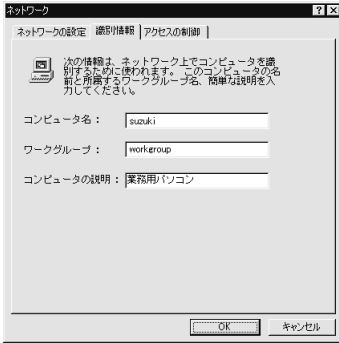 ネットワーク
ネットワークの設定 識別情報 アクセスの制御
次の情報は、ネットワーク上でコンピュータを識
別するために使われます。このコンピュータの名
前と所属するワークグループ名、簡単な説明を入
力してください。
コンピュータ名： suzuki
ワークグループ： workgroup
コンピュータの説明： 業務用パソコン
OK キャンセル